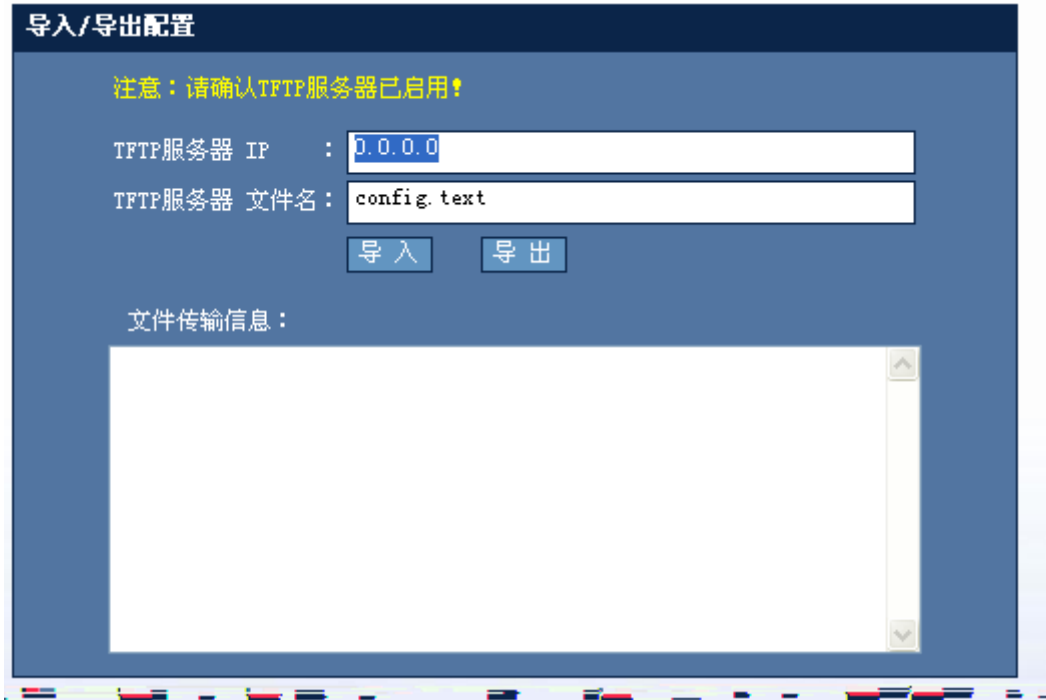 导入/导出配置
注意：请确认TFTP服务器已启用！
TFTP服务器 IP ： 0.0.0.0
TFTP服务器 文件名： config.text
导 入 导 出
文件传输信息：